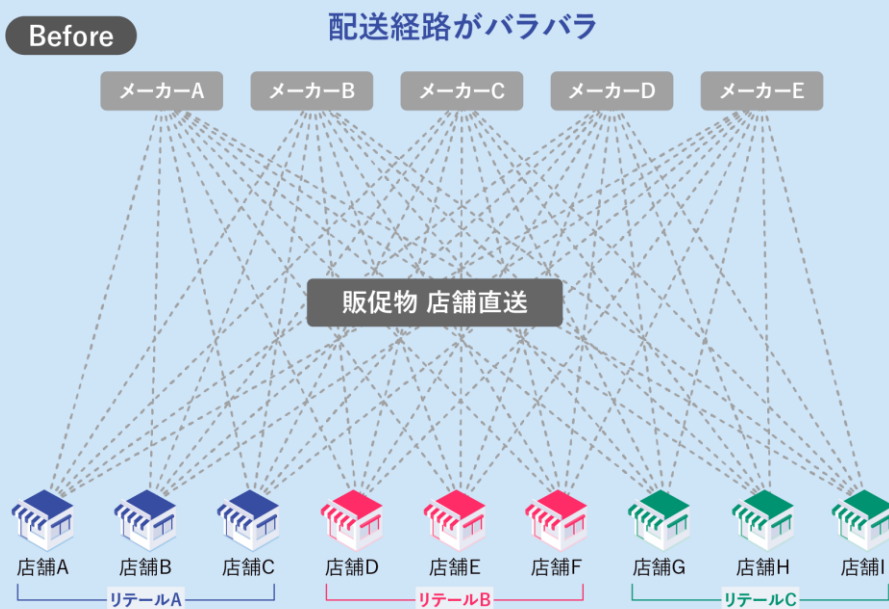 Before
配送経路がバラバラ
メーカーA
メーカーB
メーカーC
メーカーD
メーカーE
販促物 店舗直送
店舗A
店舗B
店舗C
店舗D
店舗E
店舗F
店舗G
店舗H
店舗I
リテールA
リテールB
リテールC